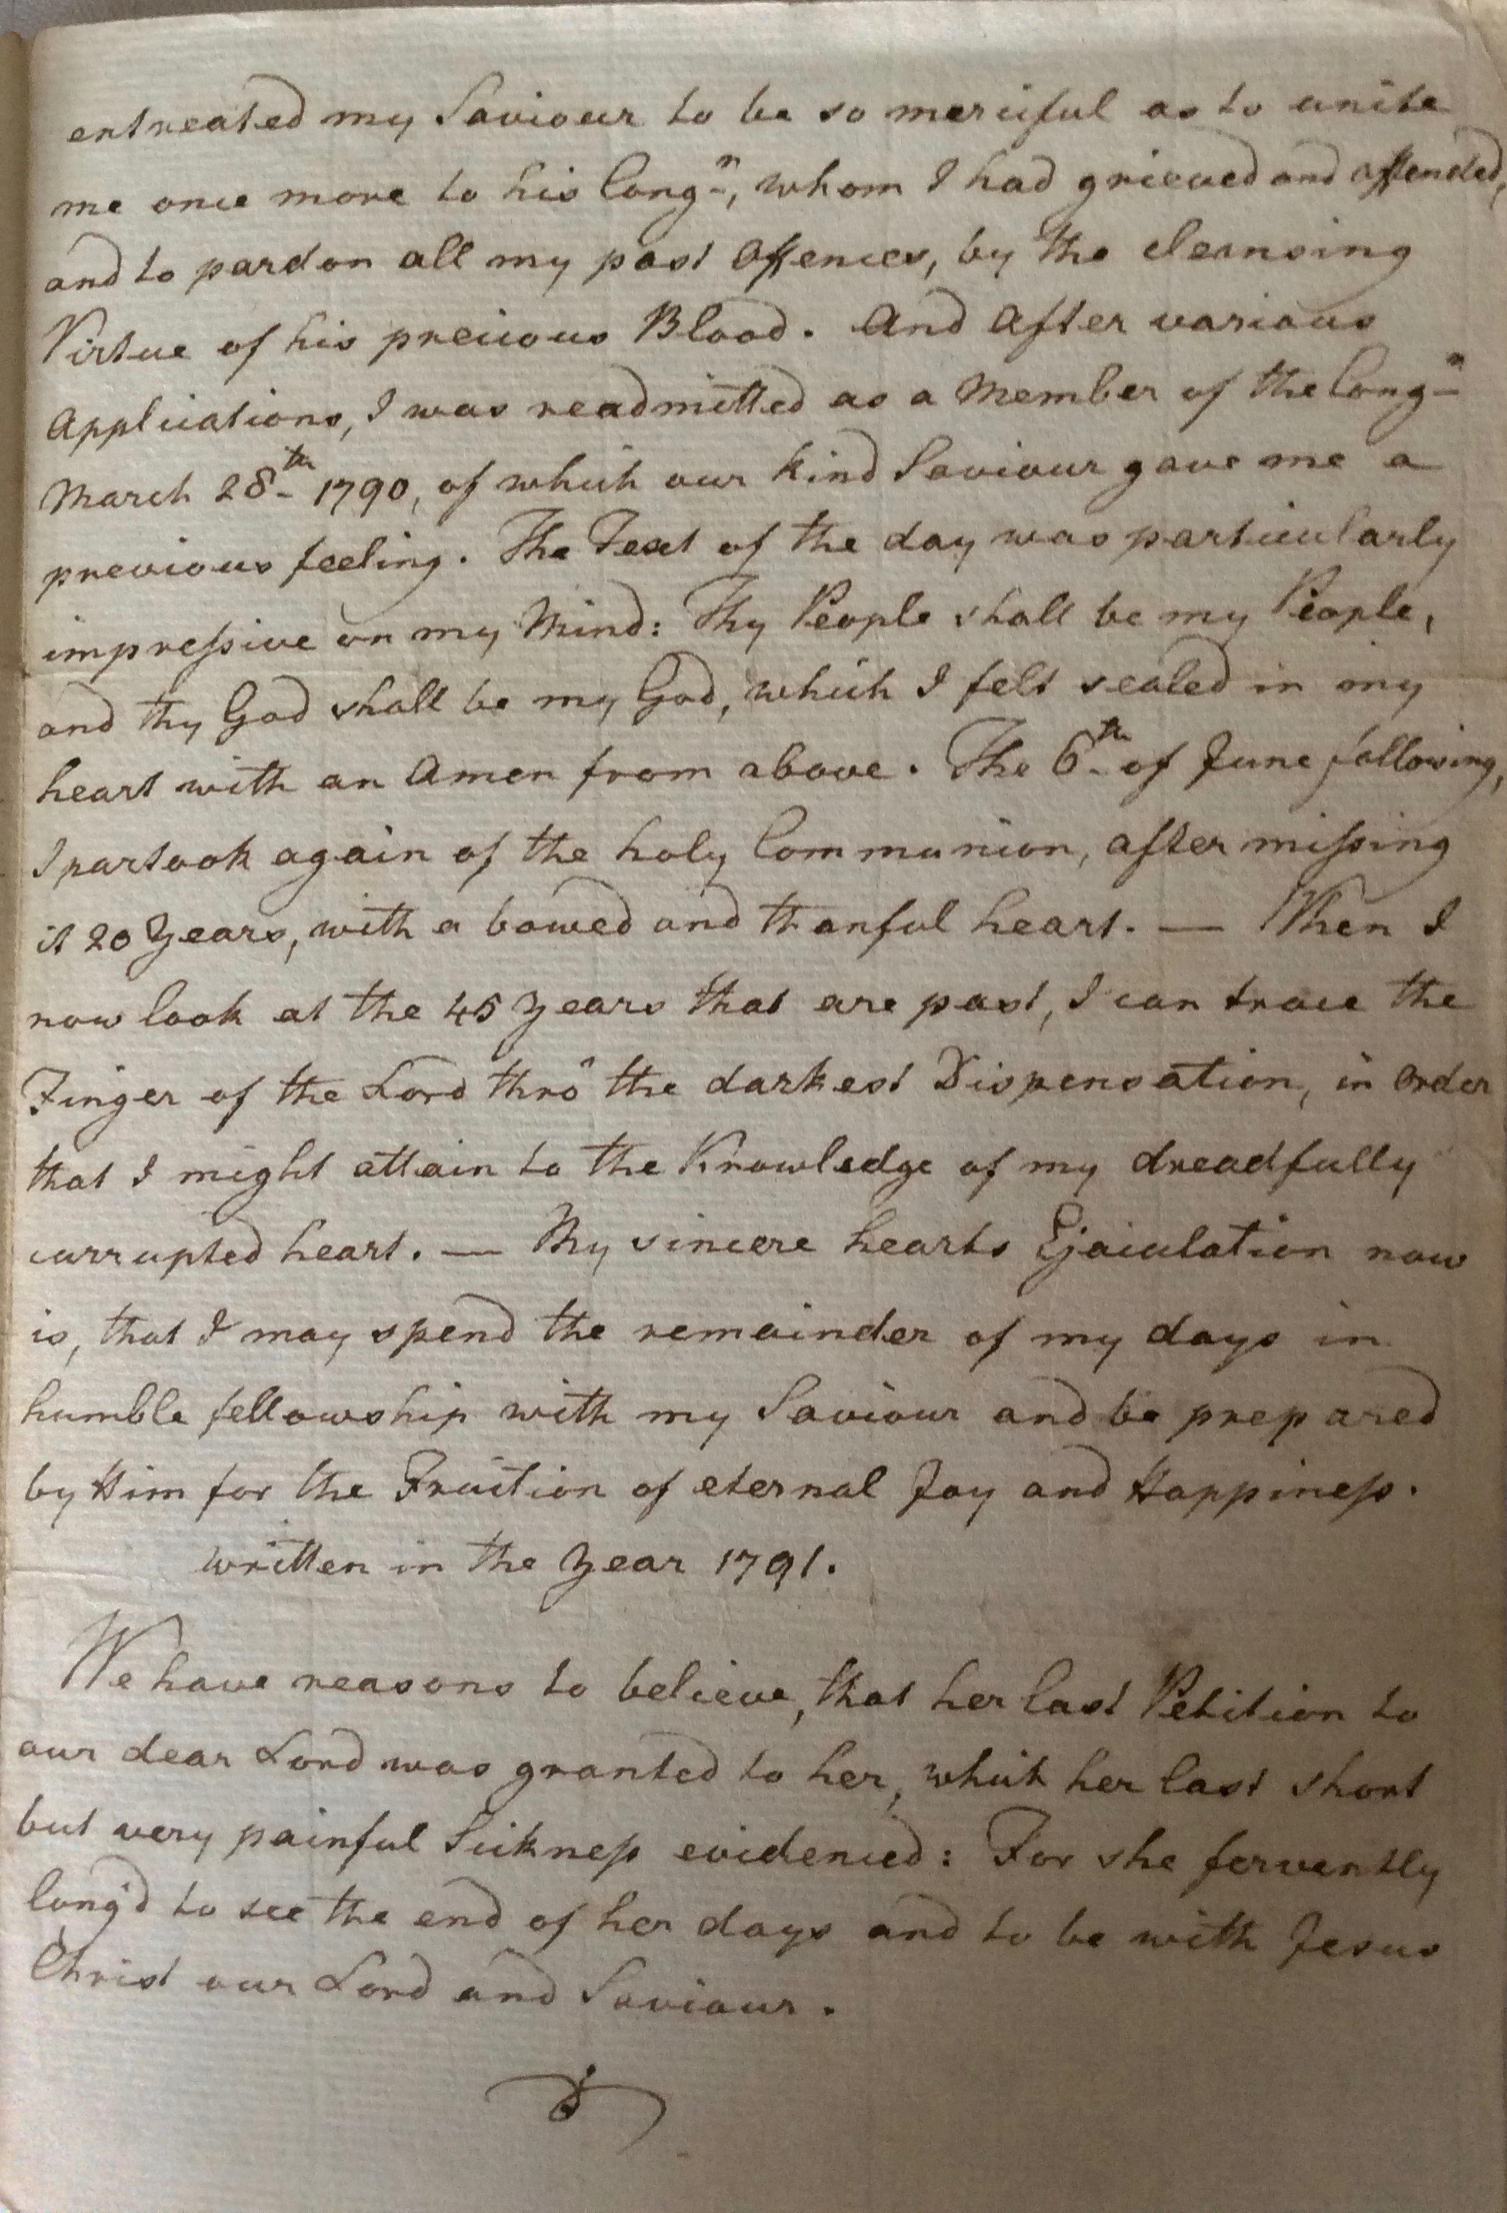 entreated my Saviour to be so merciful as to unite
me once more to his Congⁿ, whom I had grieved and offended,
and to pardon all my past Offences, by the cleansing
Virtue of his precious Blood. And After various
Applications, I was readmitted as a Member of the Congⁿ
March 28th 1790, of which our kind Saviour gave me a
previous feeling. The Text of the day was particularly
impreſsive on my Mind: Thy People shall be my People,
and thy God shall be my God, which I felt sealed in my
heart with an Amen from above. The 6th of June following,
I partook again of the holy Communion, after miſsing
it 20 Years, with a bowed and thanful heart. — When I
now look at the 45 Years that are past, I can trace the
Finger of the Lord thro' the darkest Dispensation, in Order
that I might attain to the Knowledge of my dreadfully
corrupted heart. — My sincere hearts Ejaculation now
is, that I may spend the remainder of my days in
humble fellowship with my Saviour and be prepared
by Him for the Fruition of eternal Joy and Happineſs.
written in the Year 1791.
We have reasons to believe, that her last Petition to
our dear Lord was granted to her, which her last short
but very painful Sickneſs evidenced: For she fervently
long'd to see the end of her days and to be with Jesus
Christ our Lord and Saviour.